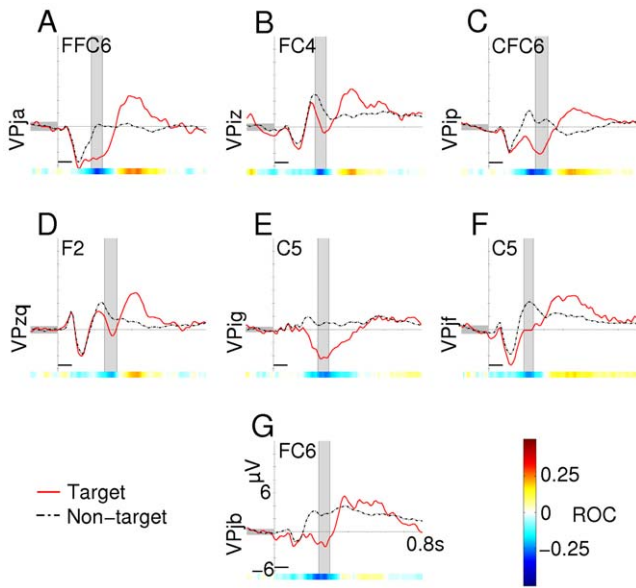 A
FFC6
VPja
B
FC4
VPiz
C
CFC6
VPip
D
F2
VPzq
E
C5
VPig
F
C5
VPjf
G
FC6
μV
6
-6
VPjb
0.8s
Target
Non-target
0.25
0
-0.25
ROC